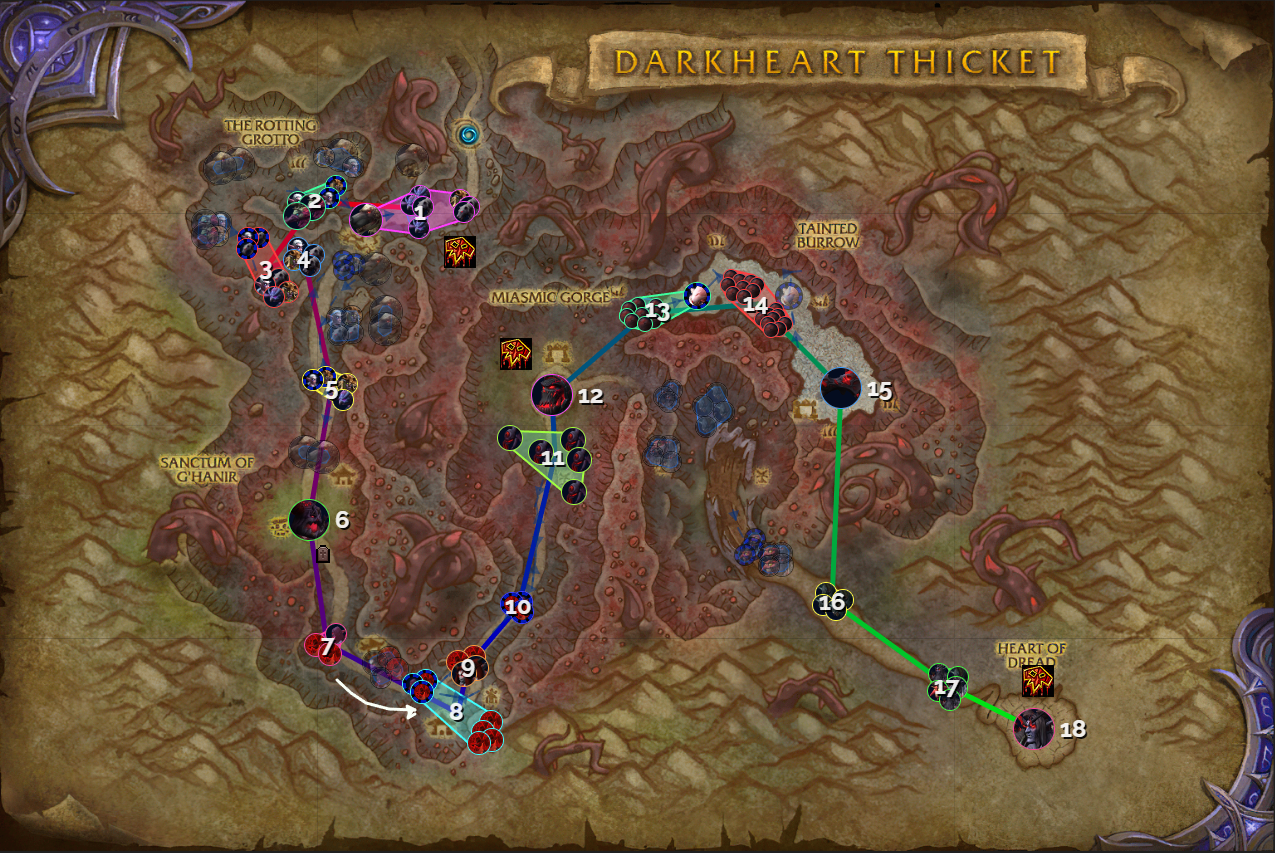 DARKHEART THICKET
THE ROTTING
GROTTO
2
1
3
4
TAINTED
BURROW
MIASMIC GORGE
13
14
5
12
15
11
SANCTUM OF
G'HANIR
6
10
16
7
9
8
HEART OF
DREAD
17
18